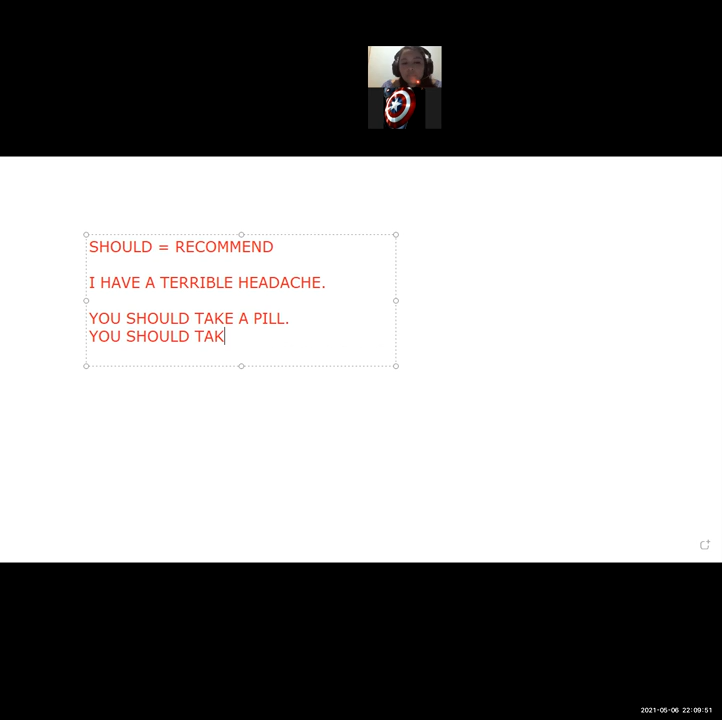 SHOULD = RECOMMEND
I HAVE A TERRIBLE HEADACHE.
YOU SHOULD TAKE A PILL.
YOU SHOULD TAK
2021-05-06 22:09:51